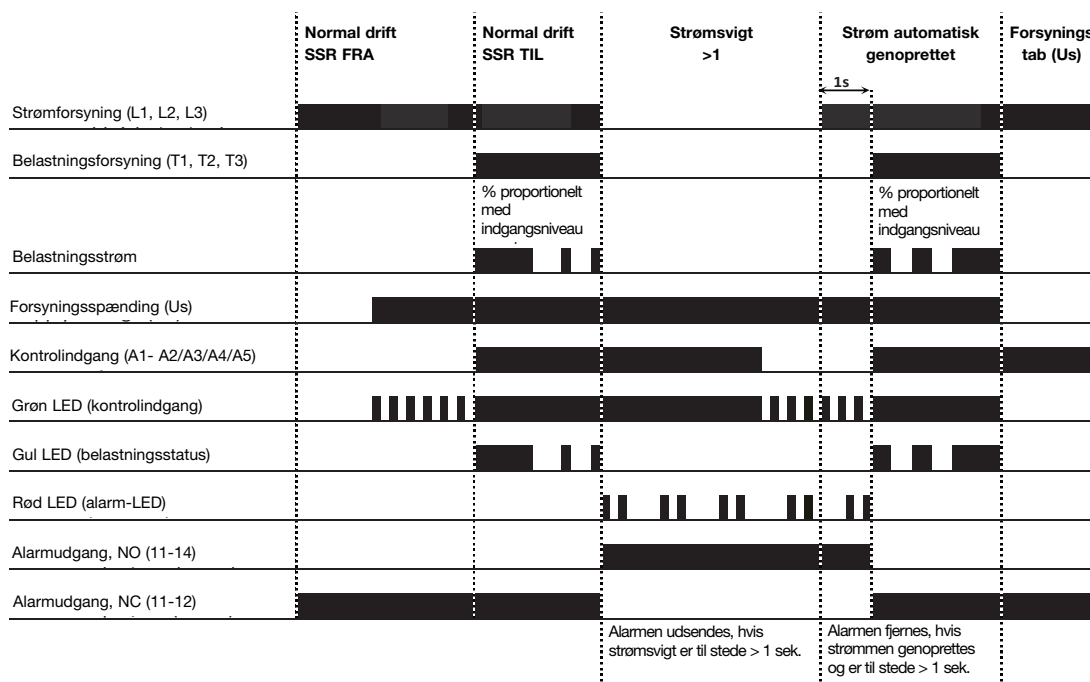 Normal drift
SSR FRA
Normal drift
SSR TIL
Strømsvigt
>1
Strøm automatisk
genoprettet
Forsynings
tab (Us)
1s
Strømforsyning (L1, L2, L3)
Belastningsforsyning (T1, T2, T3)
% proportionelt
med
indgangsniveau
% proportionelt
med
indgangsniveau
Belastningsstrøm
Forsyningsspænding (Us)
Kontrolindgang (A1- A2/A3/A4/A5)
Grøn LED (kontrolindgang)
Gul LED (belastningsstatus)
Rød LED (alarm-LED)
Alarmudgang, NO (11-14)
Alarmudgang, NC (11-12)
Alarmen udsendes, hvis
strømsvigt er til stede > 1 sek.
Alarmen fjernes, hvis
strømmen genoprettes
og er til stede > 1 sek.